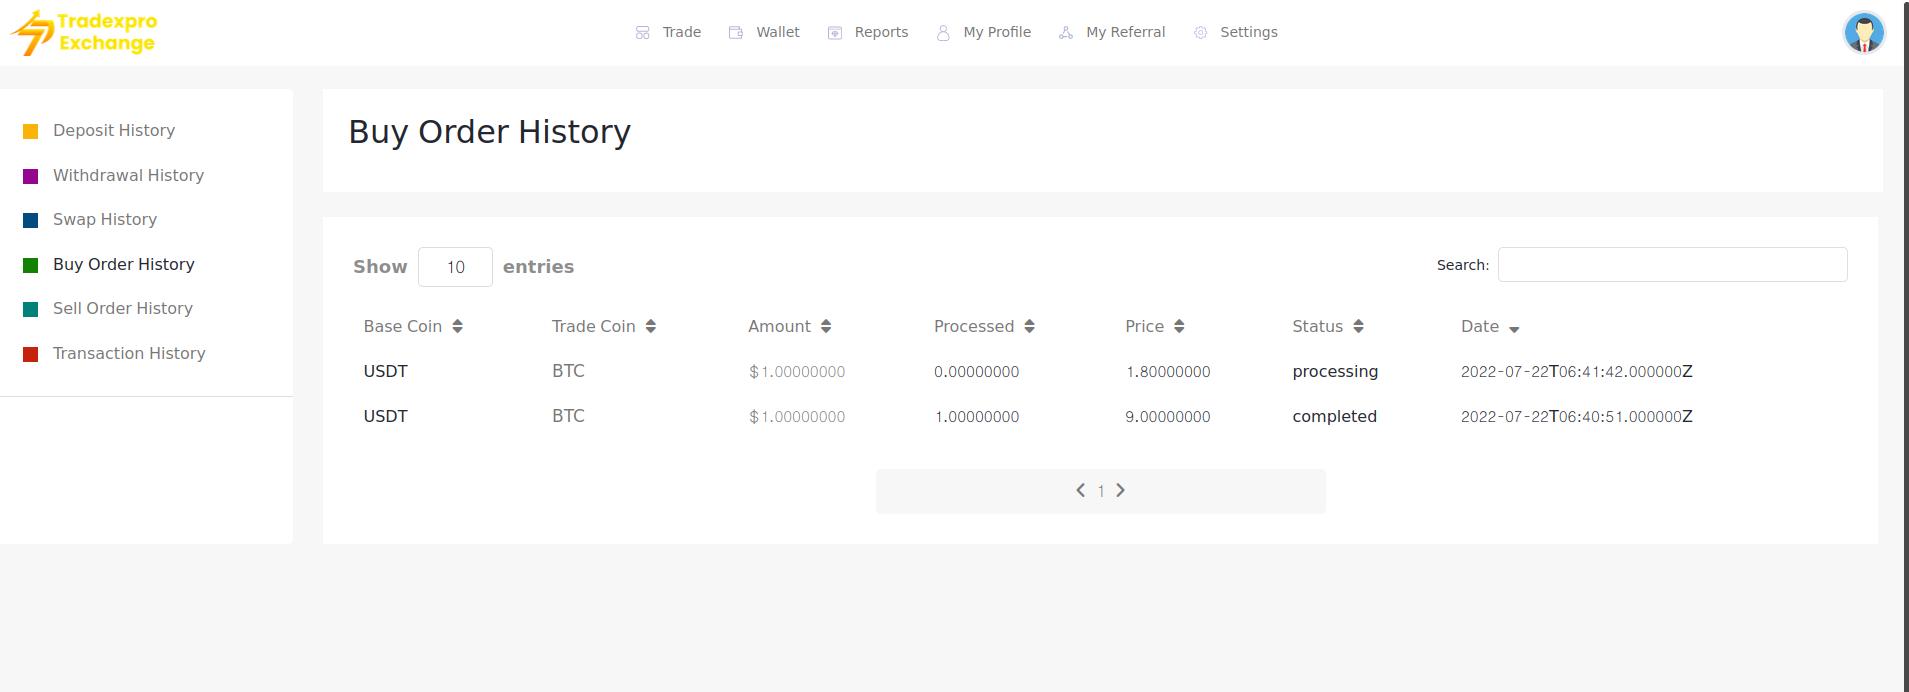 Tradexpro
Exchange
Trade Wallet Reports My Profile My Referral Settings
Deposit History
Withdrawal History
Swap History
Buy Order History
Sell Order History
Transaction History
Buy Order History
Show 10 entries
Search:
Base Coin Trade Coin Amount Processed Price Status Date
USDT BTC $1.00000000 0.00000000 1.80000000 processing 2022-07-22T06:41:42.000000Z
USDT BTC $1.00000000 1.00000000 9.00000000 completed 2022-07-22T06:40:51.000000Z
1